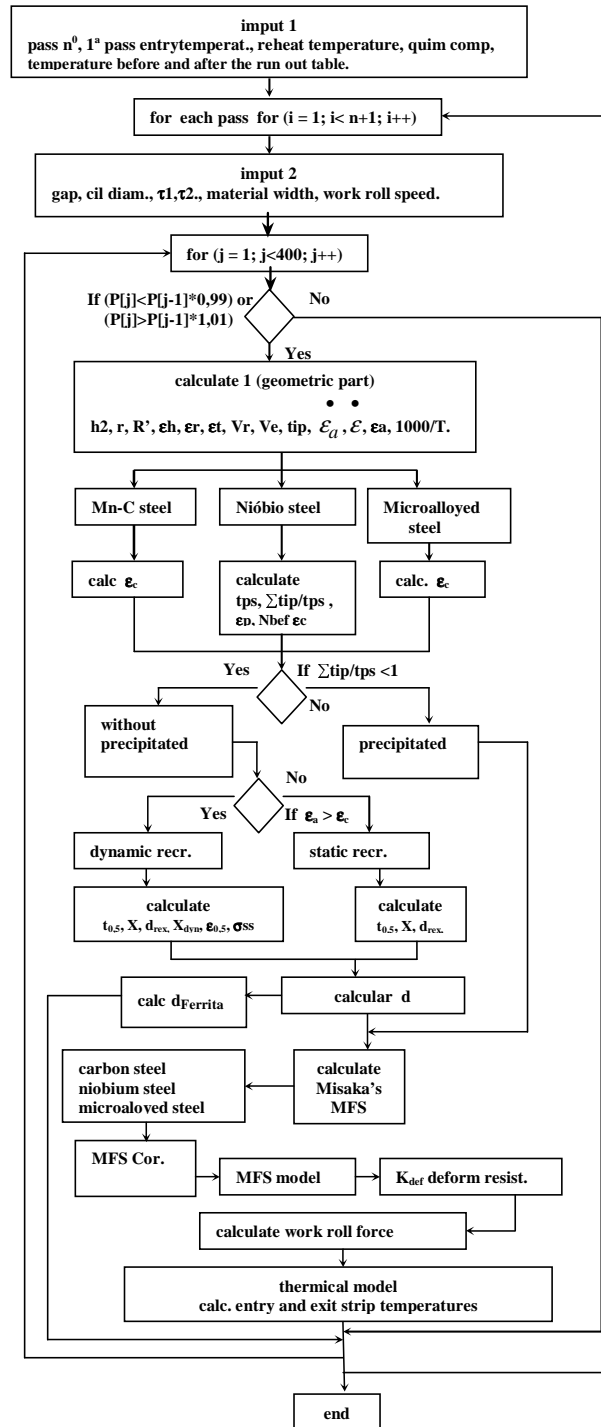 imput 1
pass n⁰, 1ª pass entrytemperat., reheat temperature, quim comp,
temperature before and after the run out table.
for each pass for (i = 1; i< n+1; i++)
imput 2
gap, cil diam., τ1,τ2., material width, work roll speed.
for (j = 1; j<400; j++)
If (P[j]<P[j-1]*0,99) or
(P[j]>P[j-1]*1,01)
No
Yes
calculate 1 (geometric part)
h2, r, R’, εh, εr, εt, Vr, Ve, tip, ε̇a , ε̇, εa, 1000/T.
Mn-C steel
Nióbio steel
Microalloyed
steel
calc εc
calculate
tps, ∑tip/tps ,
εp, Nbef εc
calc. εc
Yes
If ∑tip/tps <1
No
without
precipitated
precipitated
No
Yes
If εa > εc
dynamic recr.
static recr.
calculate
t0,5, X, drex, Xdyn, ε0,5, σss
calculate
t0,5, X, drex.
calc dFerrita
calcular d
carbon steel
niobium steel
microaloved steel
calculate
Misaka’s
MFS
MFS Cor.
MFS model
Kdef deform resist.
calculate work roll force
thermical model
calc. entry and exit strip temperatures
end